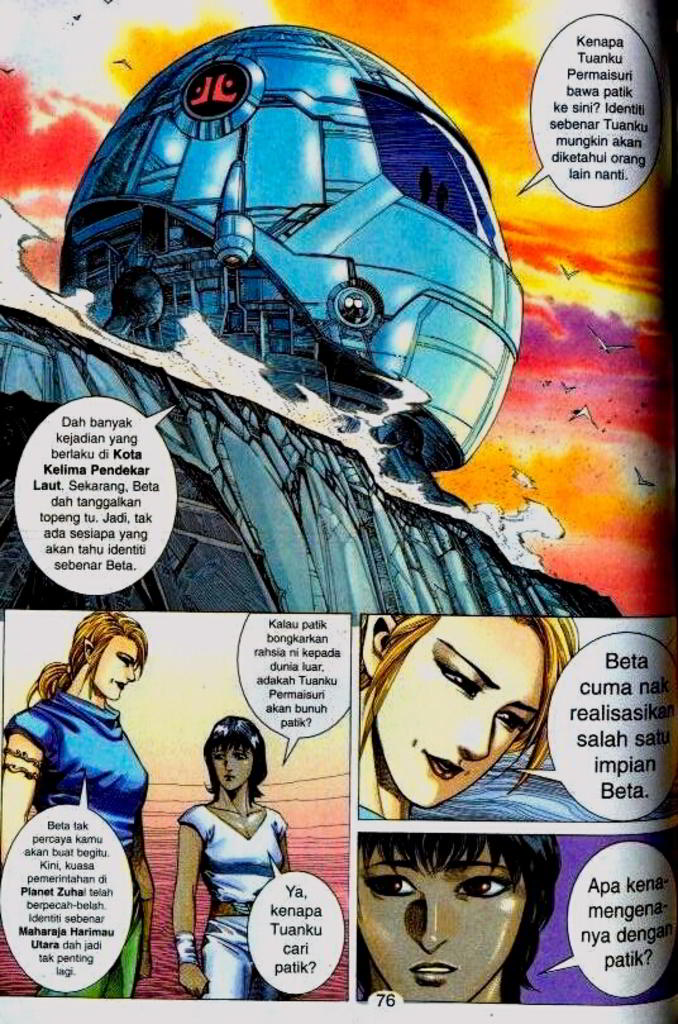 Kenapa
Tuanku
Permaisuri
bawa patik
ke sini? Identiti
sebenar Tuanku
mungkin akan
diketahui orang
lain nanti.
Dah banyak
kejadian yang
berlaku di Kota
Kelima Pendekar
Laut. Sekarang, Beta
dah tanggalkan
topeng tu. Jadi, tak
ada sesiapa yang
akan tahu identiti
sebenar Beta.
Kalau patik
bongkarkan
rahsia ni kepada
dunia luar,
adakah Tuanku
Permaisuri
akan bunuh
patik?
Beta tak
percaya kamu
akan buat begitu.
Kini, kuasa
pemerintahan di
Planet Zuhal telah
berpecah-belah.
Identiti sebenar
Maharaja Harimau
Utara dah jadi
tak penting
lagi.
Ya,
kenapa
Tuanku
cari
patik?
Beta
cuma nak
realisasikan
salah satu
impian
Beta.
Apa kena-
mengena-
nya dengan
patik?
76